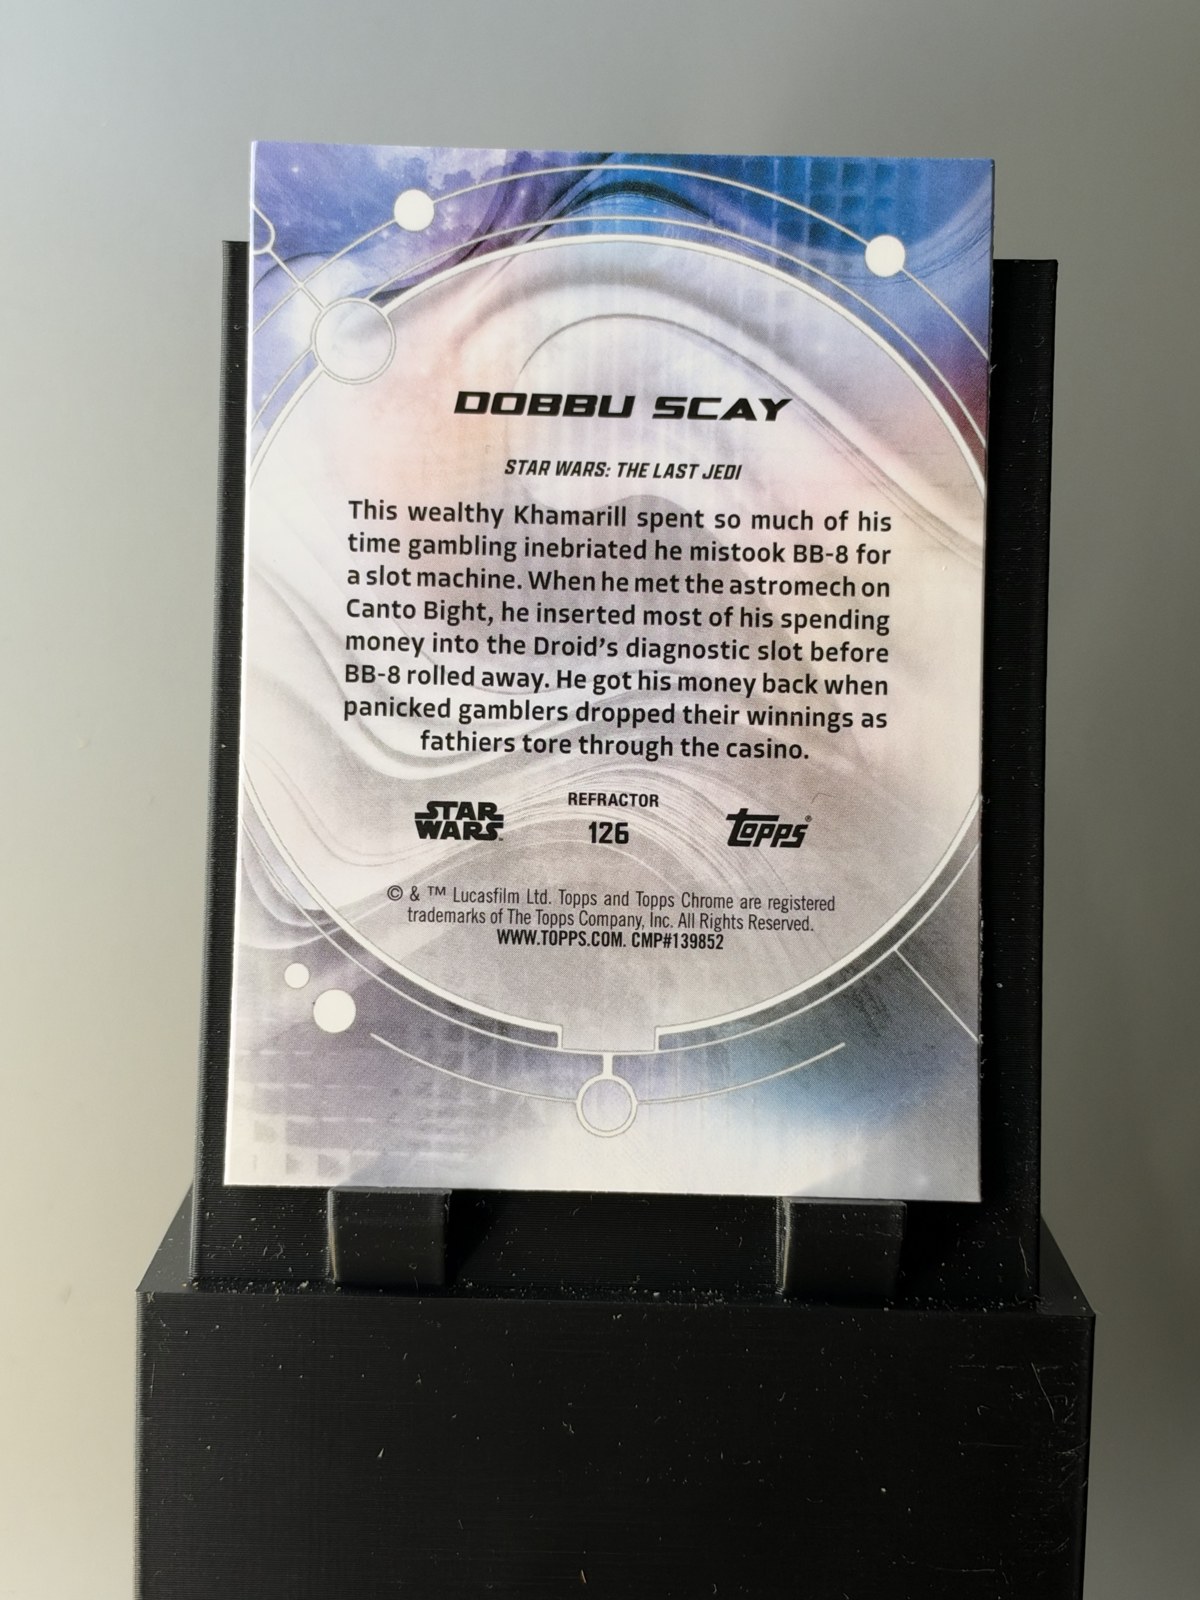 DOBBU SCAY
STAR WARS: THE LAST JEDI
This wealthy Khamarill spent so much of his
time gambling inebriated he mistook BB-8 for
a slot machine. When he met the astromech on
Canto Bight, he inserted most of his spending
money into the Droid's diagnostic slot before
BB-8 rolled away. He got his money back when
panicked gamblers dropped their winnings as
fathiers tore through the casino.
STAR
WARS™
REFRACTOR
126
Topps®
© & ™ Lucasfilm Ltd. Topps and Topps Chrome are registered
trademarks of The Topps Company, Inc. All Rights Reserved.
WWW.TOPPS.COM. CMP#139852